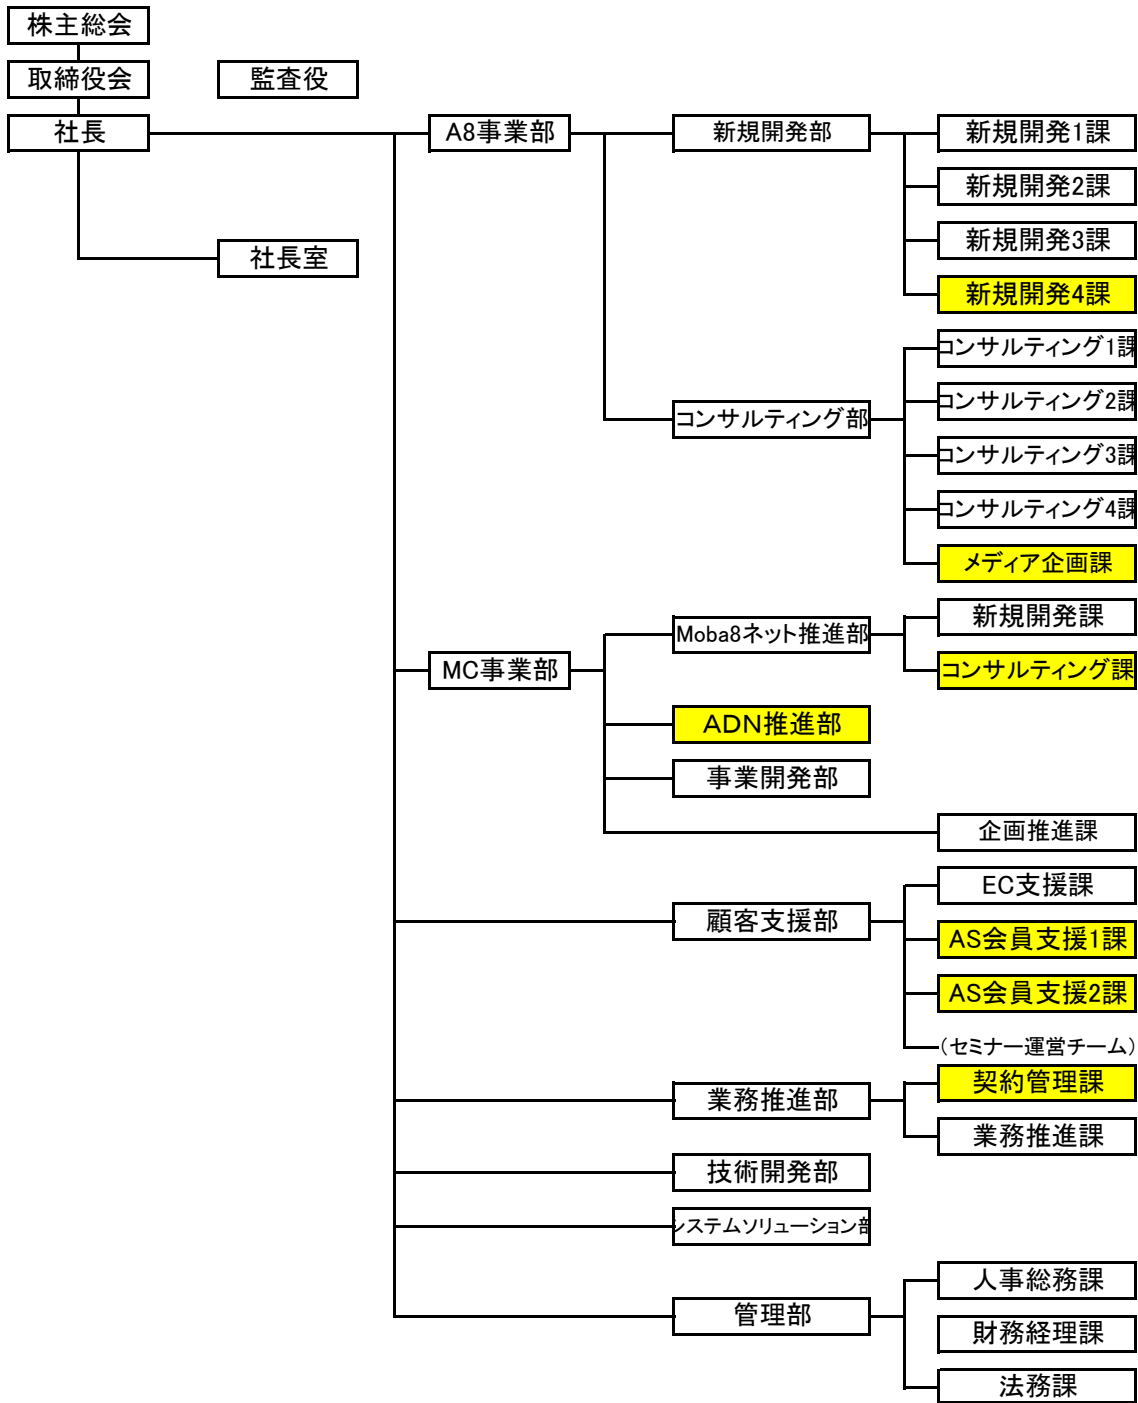 株主総会
取締役会
監査役
社長
A8事業部
新規開発部
新規開発1課
新規開発2課
新規開発3課
新規開発4課
社長室
コンサルティング部
コンサルティング1課
コンサルティング2課
コンサルティング3課
コンサルティング4課
メディア企画課
MC事業部
Moba8ネット推進部
新規開発課
コンサルティング課
ADN推進部
事業開発部
企画推進課
顧客支援部
EC支援課
AS会員支援1課
AS会員支援2課
(セミナー運営チーム)
業務推進部
契約管理課
業務推進課
技術開発部
システムソリューション部
管理部
人事総務課
財務経理課
法務課